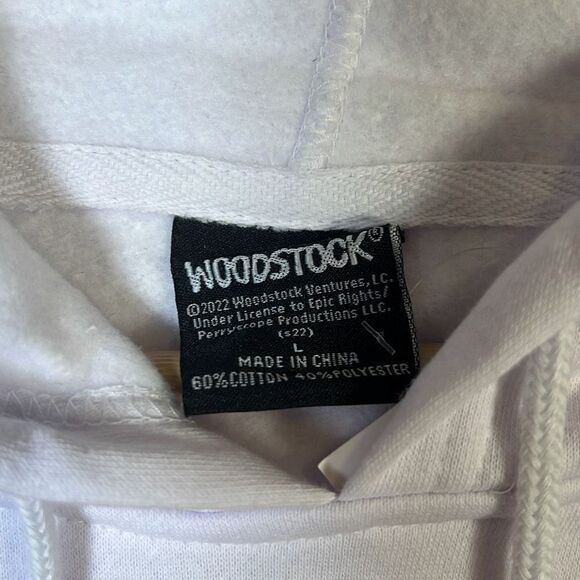 WOODSTOCK®
©2022 Woodstock Ventures, LC.
Under License to Epic Rights/
Perryscope Productions LLC.
(s22)
L
MADE IN CHINA
60%COTTON 40%POLYESTER